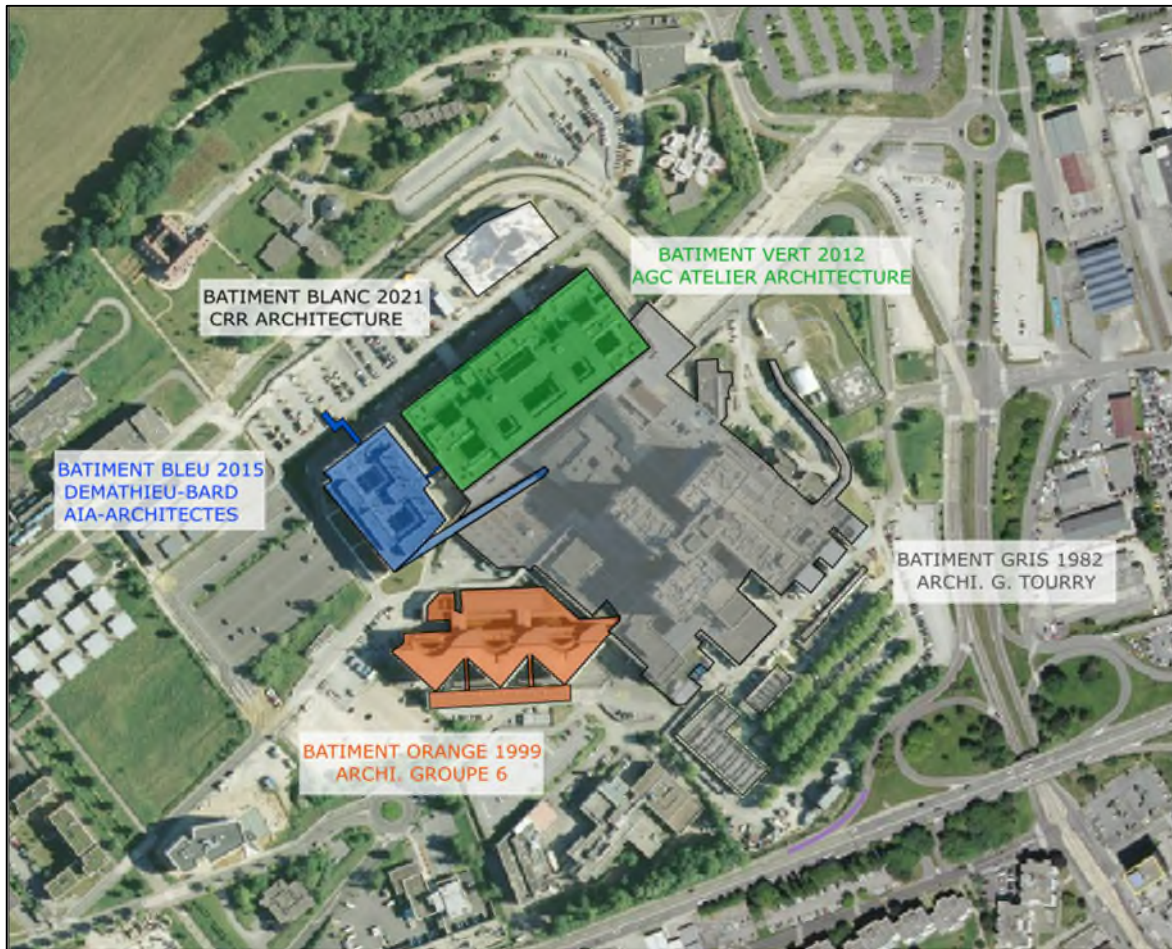 BATIMENT VERT 2012
AGC ATELIER ARCHITECTURE
BATIMENT BLANC 2021
CRR ARCHITECTURE
BATIMENT BLEU 2015
DEMATHIEU-BARD
AIA-ARCHITECTES
BATIMENT GRIS 1982
ARCHI. G. TOURRY
BATIMENT ORANGE 1999
ARCHI. GROUPE 6